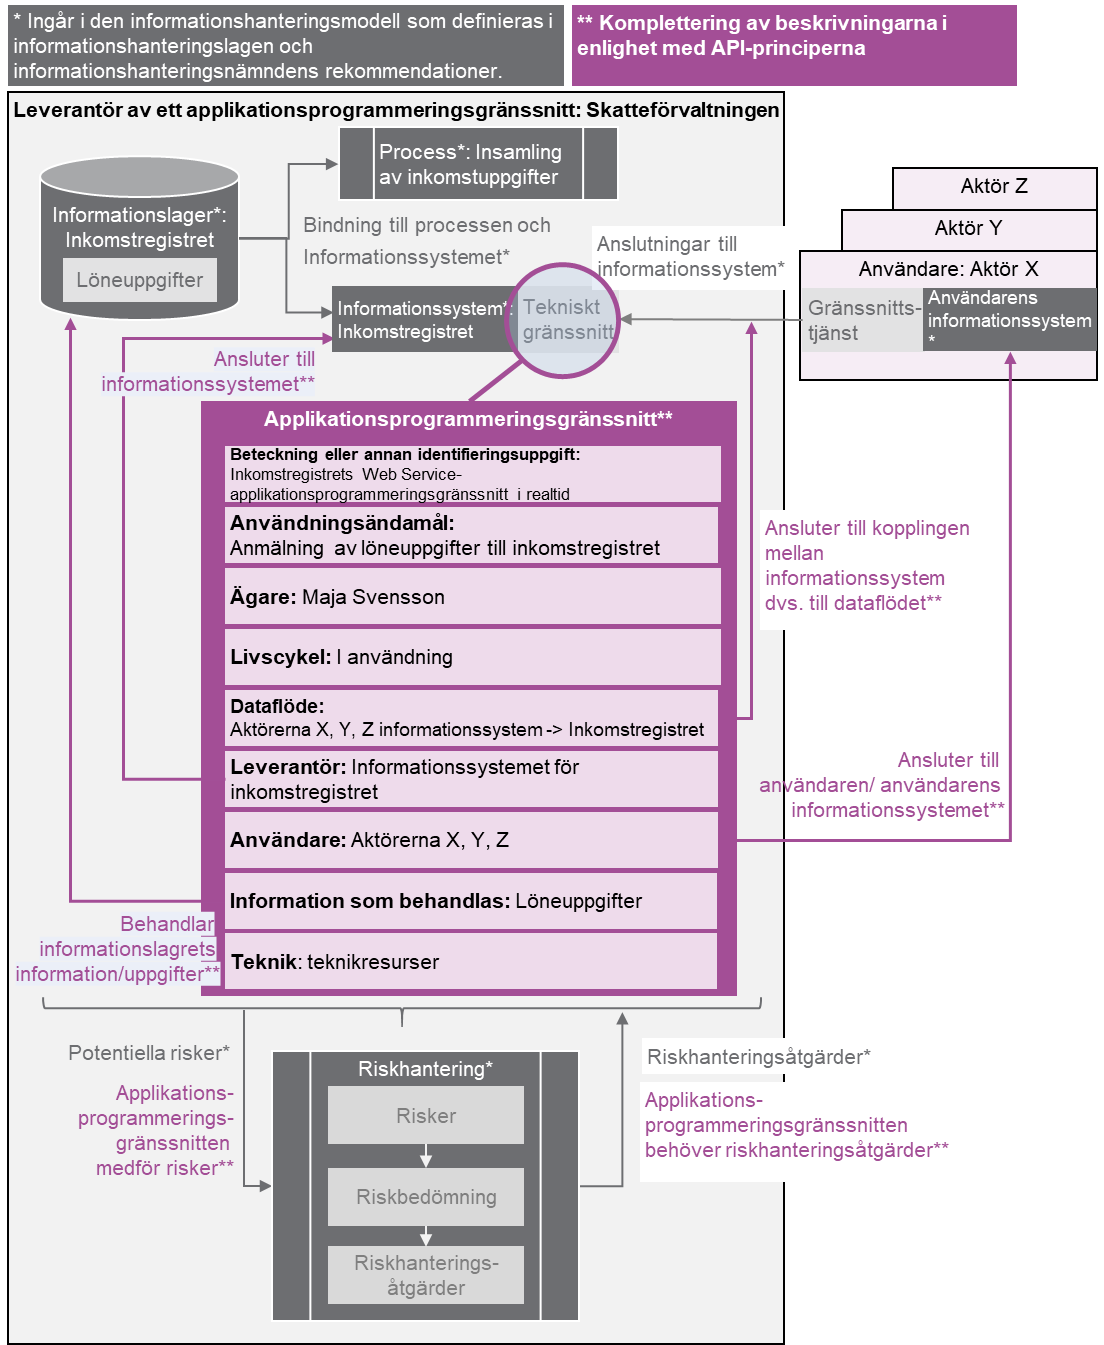 * Ingår i den informationshanteringsmodell som definieras i
informationshanteringslagen och
informationshanteringsnämndens rekommendationer.
** Komplettering av beskrivningarna i
enlighet med API-principerna
Leverantör av ett applikationsprogrammeringsgränssnitt: Skatteförvaltningen
Process*: Insamling
av inkomstuppgifter
Informationslager*:
Inkomstregistret
Löneuppgifter
Bindning till processen och
Informationssystemet*
Anslutningar till
informationssystem*
Aktör Z
Aktör Y
Användare: Aktör X
Gränssnitts-
tjänst
Användarens
informationssystem
*
Informationssystem*:
Inkomstregistret
Tekniskt
gränssnitt
Ansluter till
informationssystemet**
Applikationsprogrammeringsgränssnitt**
Beteckning eller annan identifieringsuppgift:
Inkomstregistrets Web Service-
applikationsprogrammeringsgränssnitt i realtid
Användningsändamål:
Anmälning av löneuppgifter till inkomstregistret
Ägare: Maja Svensson
Livscykel: I användning
Dataflöde:
Aktörerna X, Y, Z informationssystem -> Inkomstregistret
Leverantör: Informationssystemet för
inkomstregistret
Användare: Aktörerna X, Y, Z
Information som behandlas: Löneuppgifter
Teknik: teknikresurser
Ansluter till kopplingen
mellan
informationssystem
dvs. till dataflödet**
Ansluter till
användaren/ användarens
informationssystemet**
Behandlar
informationslagrets
information/uppgifter**
Potentiella risker*
Applikations-
programmerings-
gränssnitten
medför risker**
Riskhantering*
Risker
Riskbedömning
Riskhanterings-
åtgärder
Riskhanteringsåtgärder*
Applikations-
programmeringsgränssnitten
behöver riskhanteringsåtgärder**